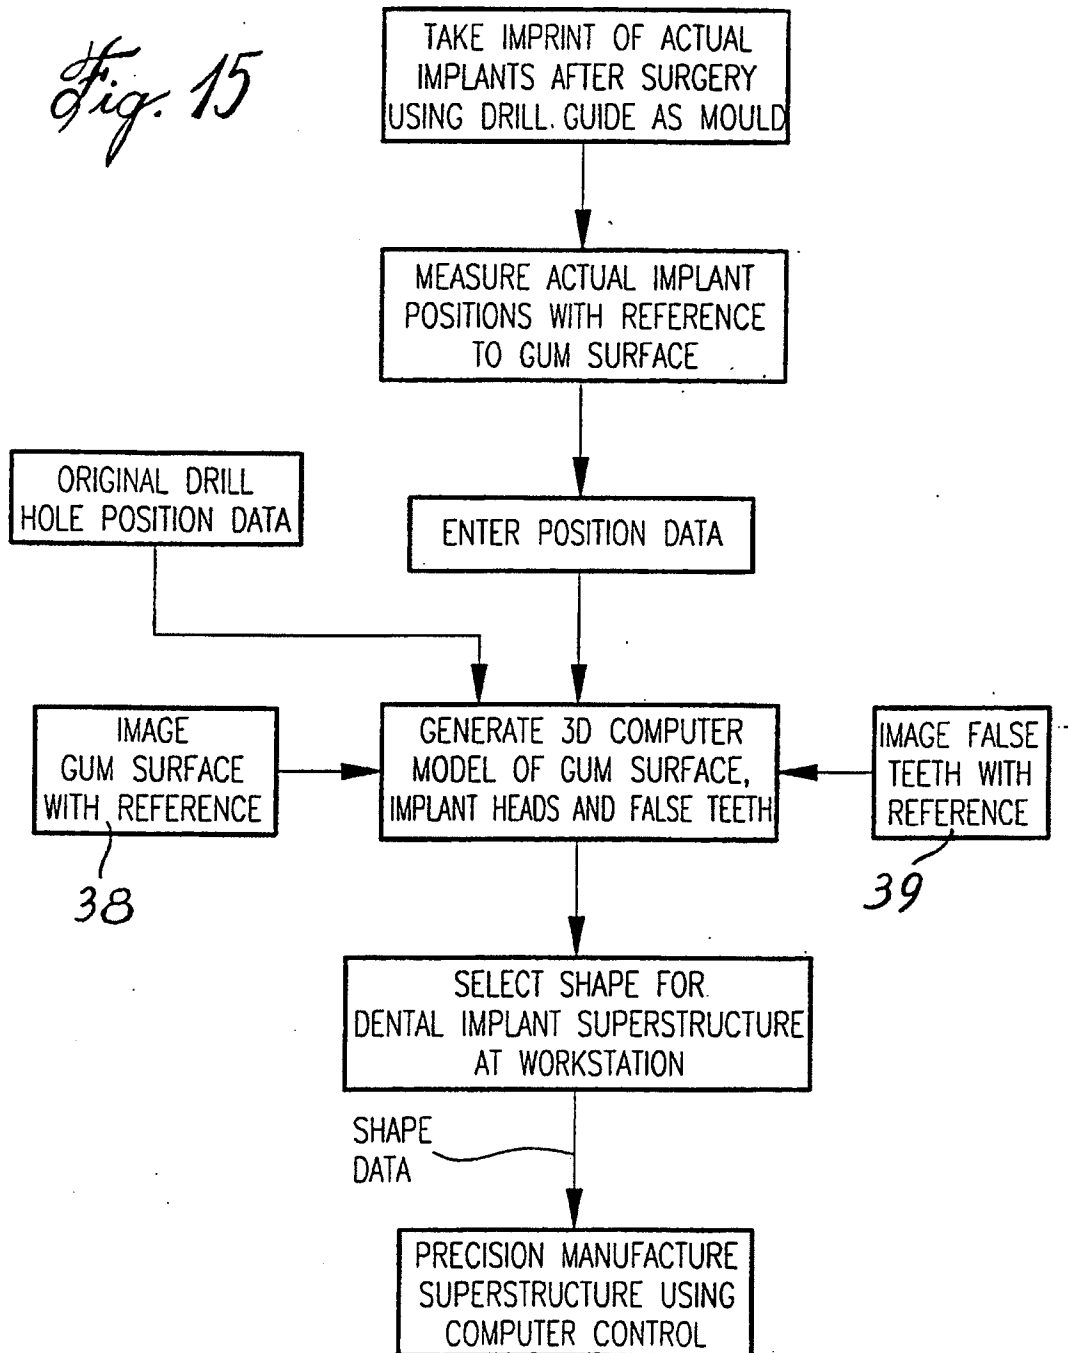 Fig. 15
TAKE IMPRINT OF ACTUAL
IMPLANTS AFTER SURGERY
USING DRILL GUIDE AS MOULD
MEASURE ACTUAL IMPLANT
POSITIONS WITH REFERENCE
TO GUM SURFACE
ORIGINAL DRILL
HOLE POSITION DATA
ENTER POSITION DATA
IMAGE
GUM SURFACE
WITH REFERENCE
38
GENERATE 3D COMPUTER
MODEL OF GUM SURFACE,
IMPLANT HEADS AND FALSE TEETH
IMAGE FALSE
TEETH WITH
REFERENCE
39
SELECT SHAPE FOR
DENTAL IMPLANT SUPERSTRUCTURE
AT WORKSTATION
SHAPE
DATA
PRECISION MANUFACTURE
SUPERSTRUCTURE USING
COMPUTER CONTROL